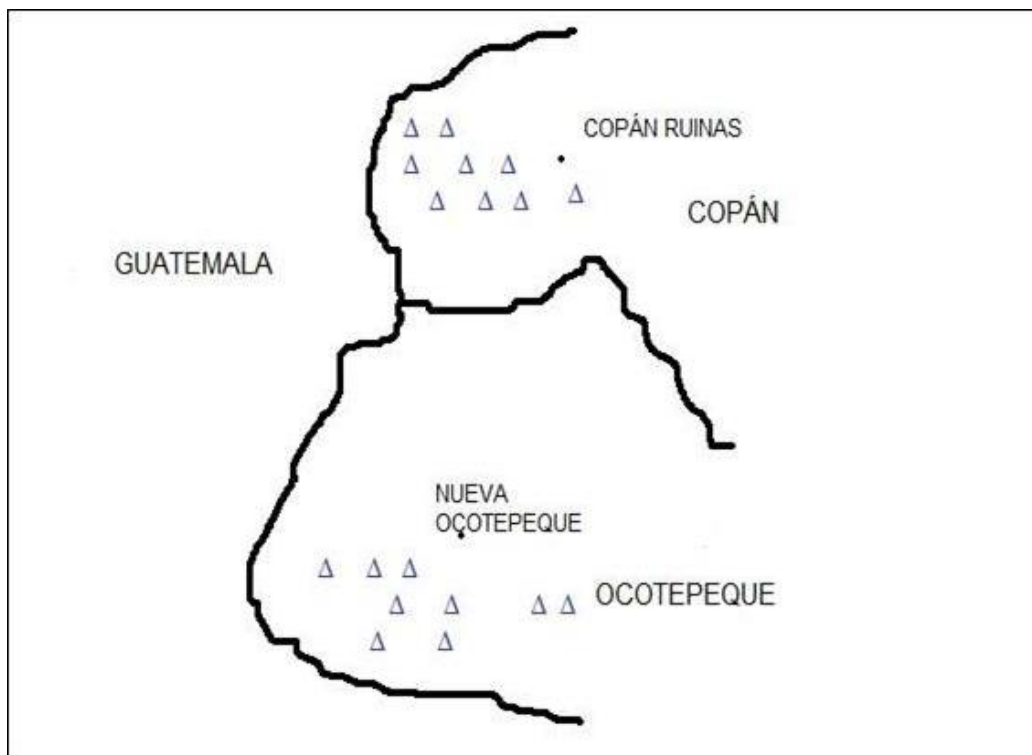 COPÁN RUINAS
COPÁN
GUATEMALA
NUEVA
OCOTEPEQUE
OCOTEPEQUE